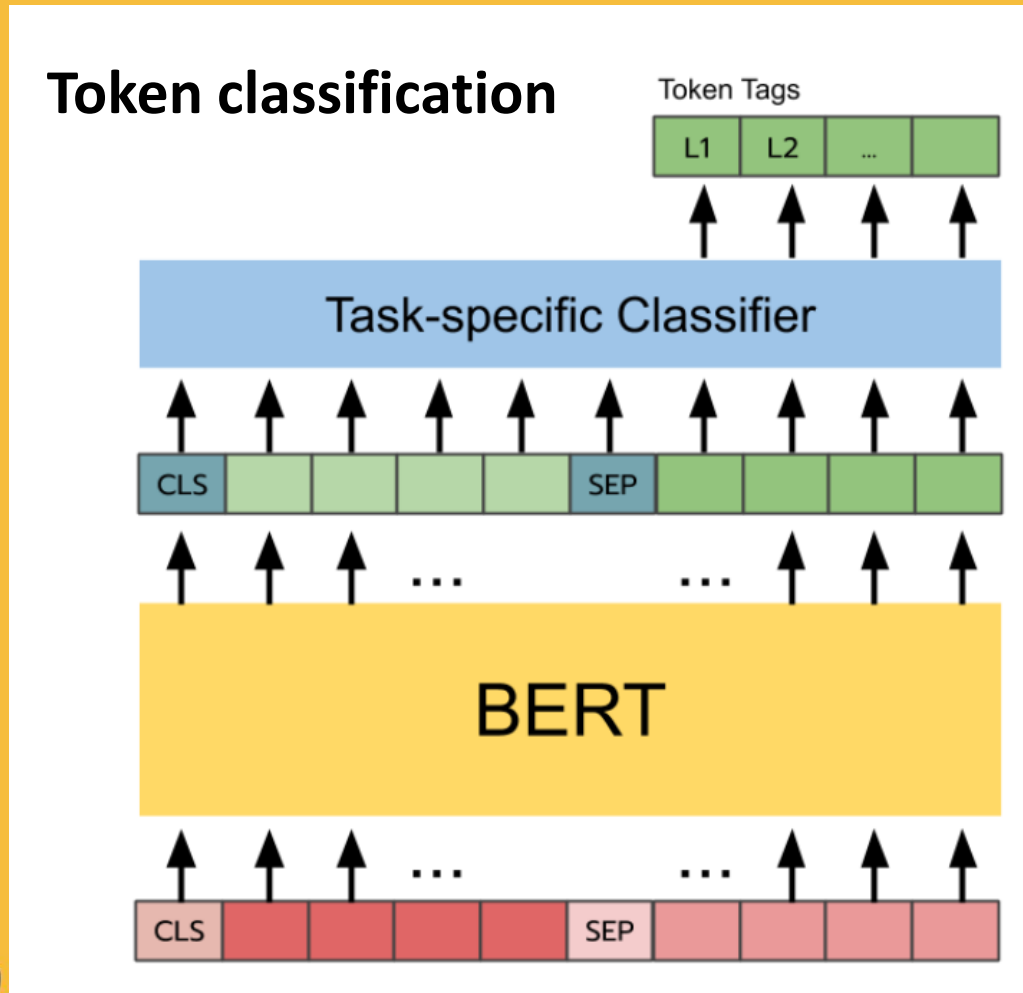 Token classification
Token Tags
L1 L2 ...
Task-specific Classifier
CLS SEP
... ...
BERT
... ...
CLS SEP